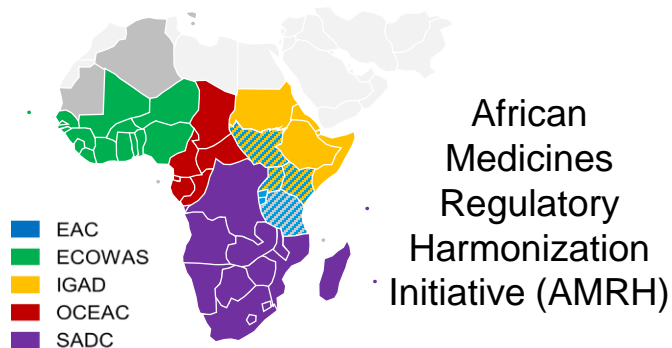 African
Medicines
Regulatory
Harmonization
Initiative (AMRH)
EAC
ECOWAS
IGAD
OCEAC
SADC